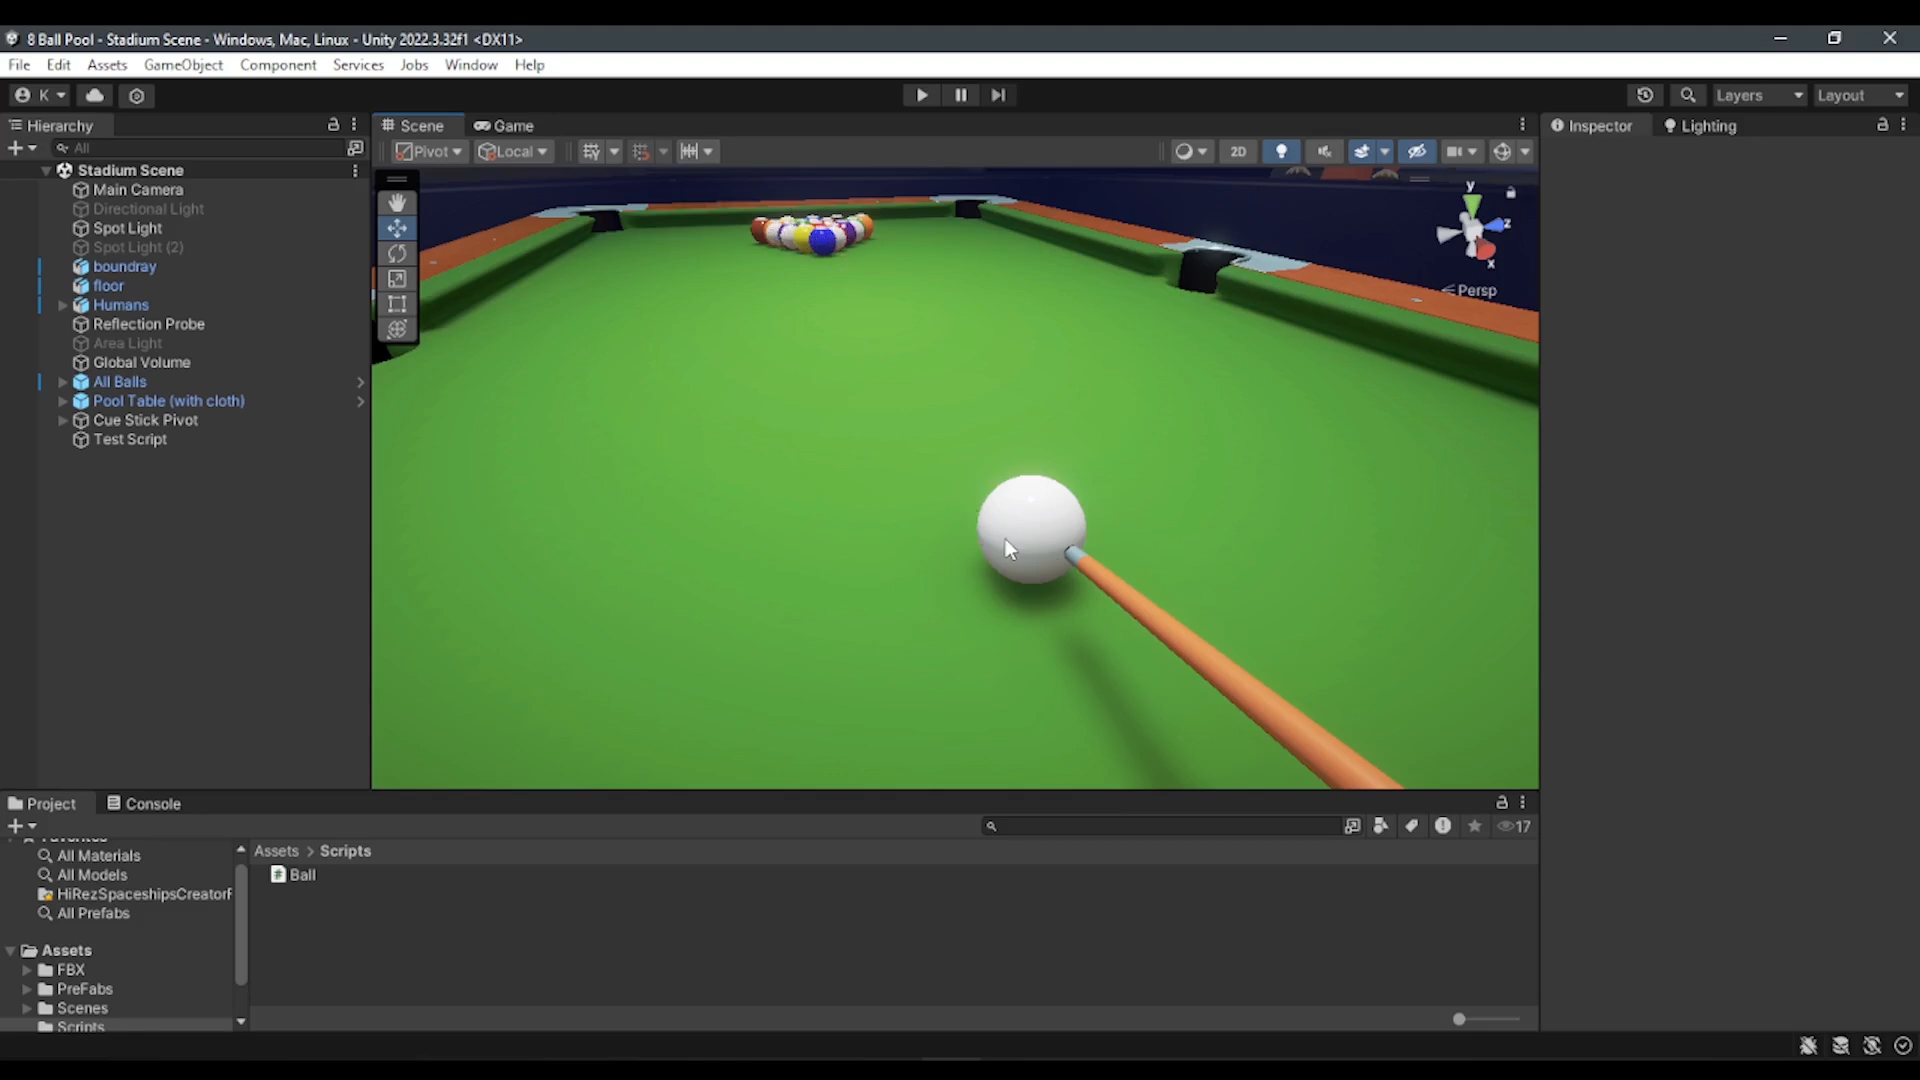 8 Ball Pool - Stadium Scene - Windows, Mac, Linux - Unity 2022.3.32f1 <DX11>
File Edit Assets GameObject Component Services Jobs Window Help
K Layers Layout
Hierarchy
All
Stadium Scene
Main Camera
Directional Light
Spot Light
Spot Light (2)
boundray
floor
Humans
Reflection Probe
Area Light
Global Volume
All Balls
Pool Table (with cloth)
Cue Stick Pivot
Test Script
Scene Game
Pivot Local 2D
y
z
x
Persp
Inspector Lighting
Project Console
17
Favorites
All Materials
All Models
HiRezSpaceshipsCreatorF
All Prefabs
Assets
FBX
PreFabs
Scenes
Scripts
Assets > Scripts
Ball